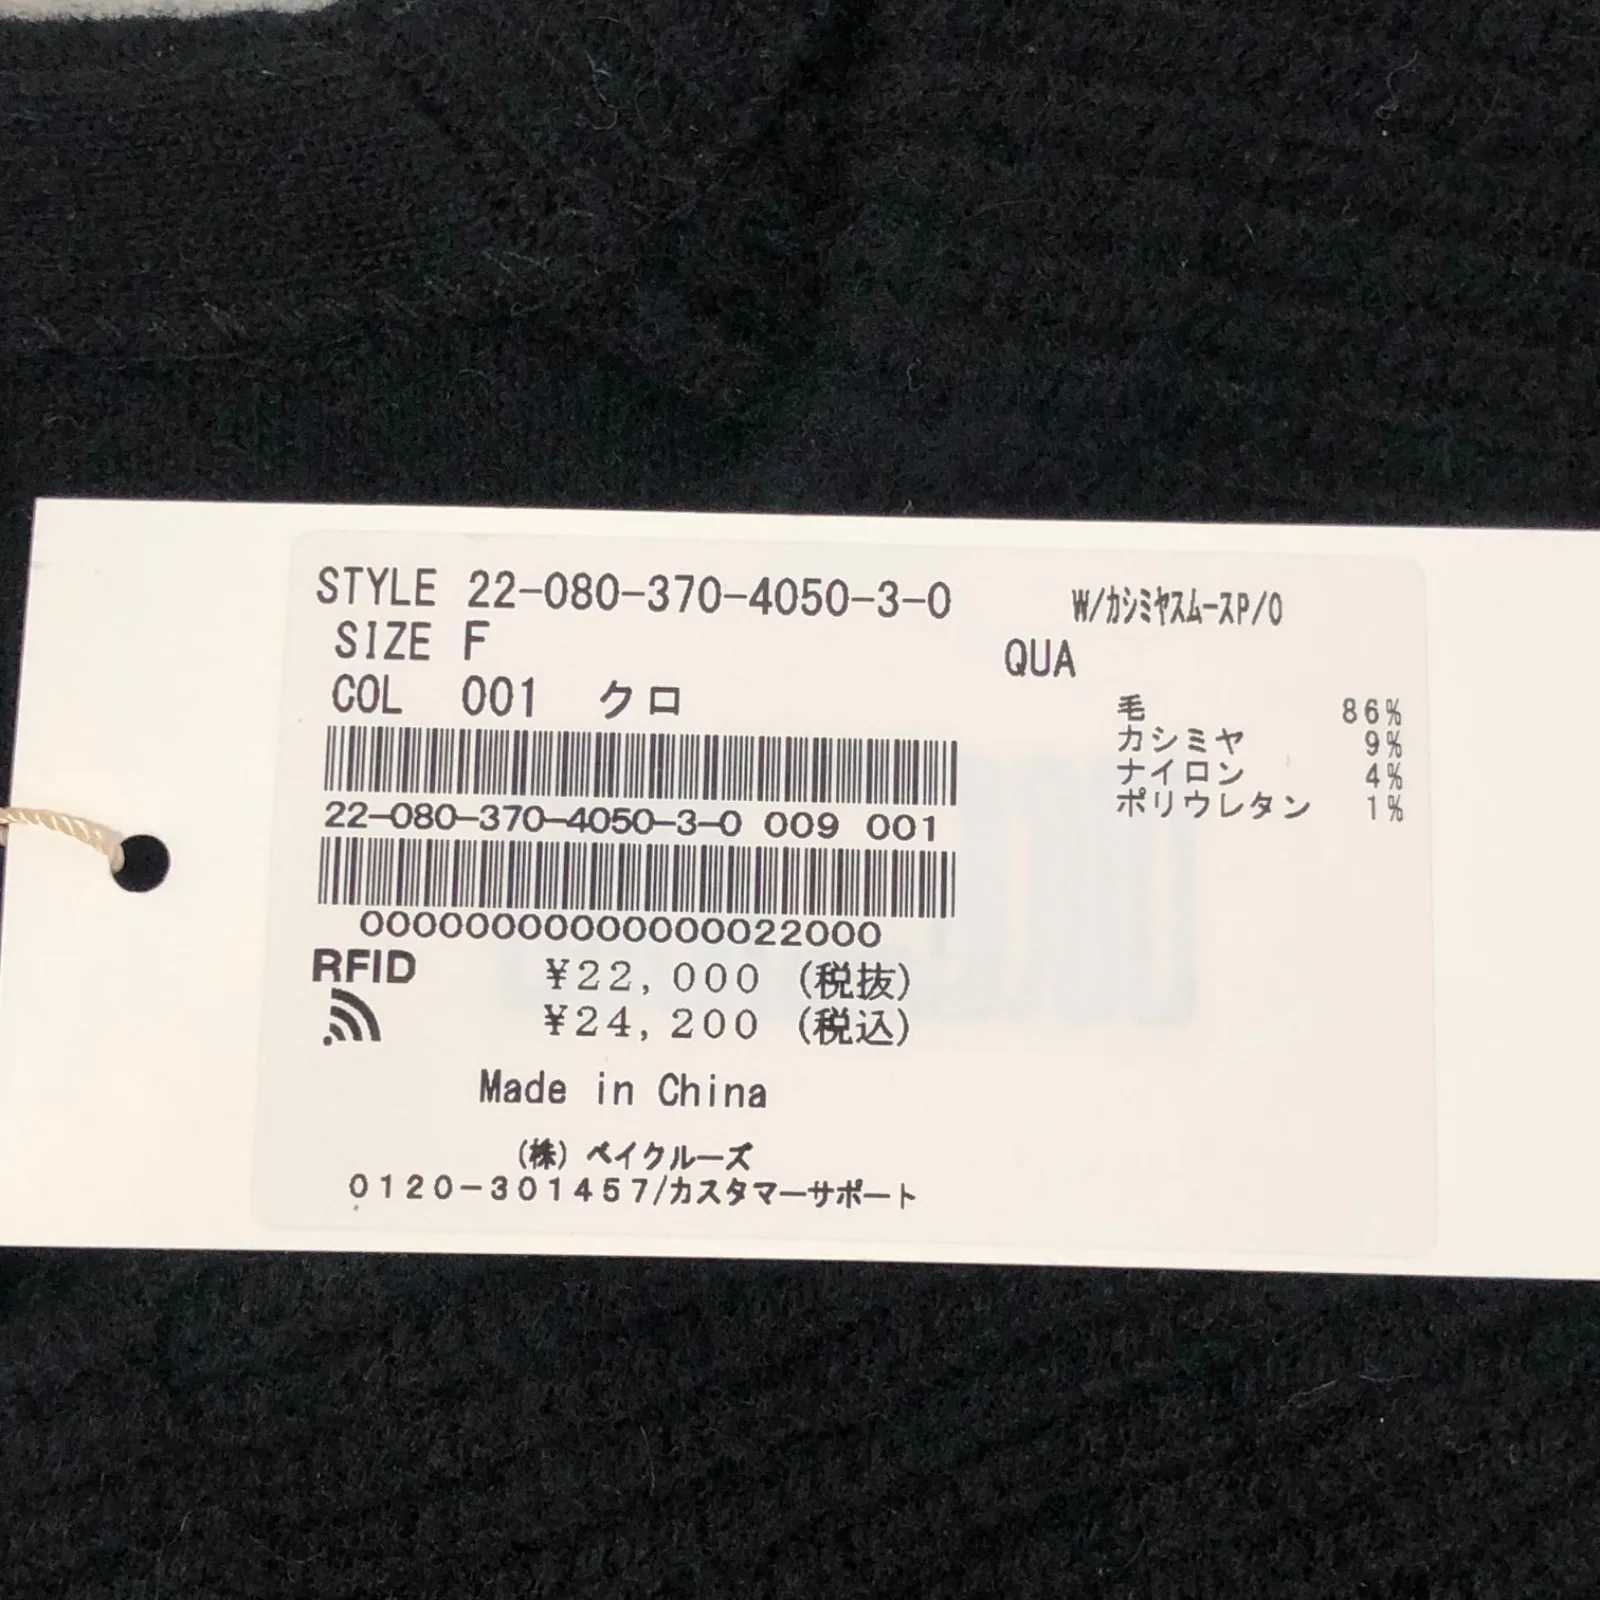 STYLE 22-080-370-4050-3-0
SIZE F
COL 001 クロ
22-080-370-4050-3-0 009 001
00000000000000022000
RFID
¥22,000 (税抜)
¥24,200 (税込)
Made in China
(株) ベイクルーズ
0120-301457/カスタマーサポート
W/カシミヤスムースP/O
QUA
毛 86%
カシミヤ 9%
ナイロン 4%
ポリウレタン 1%